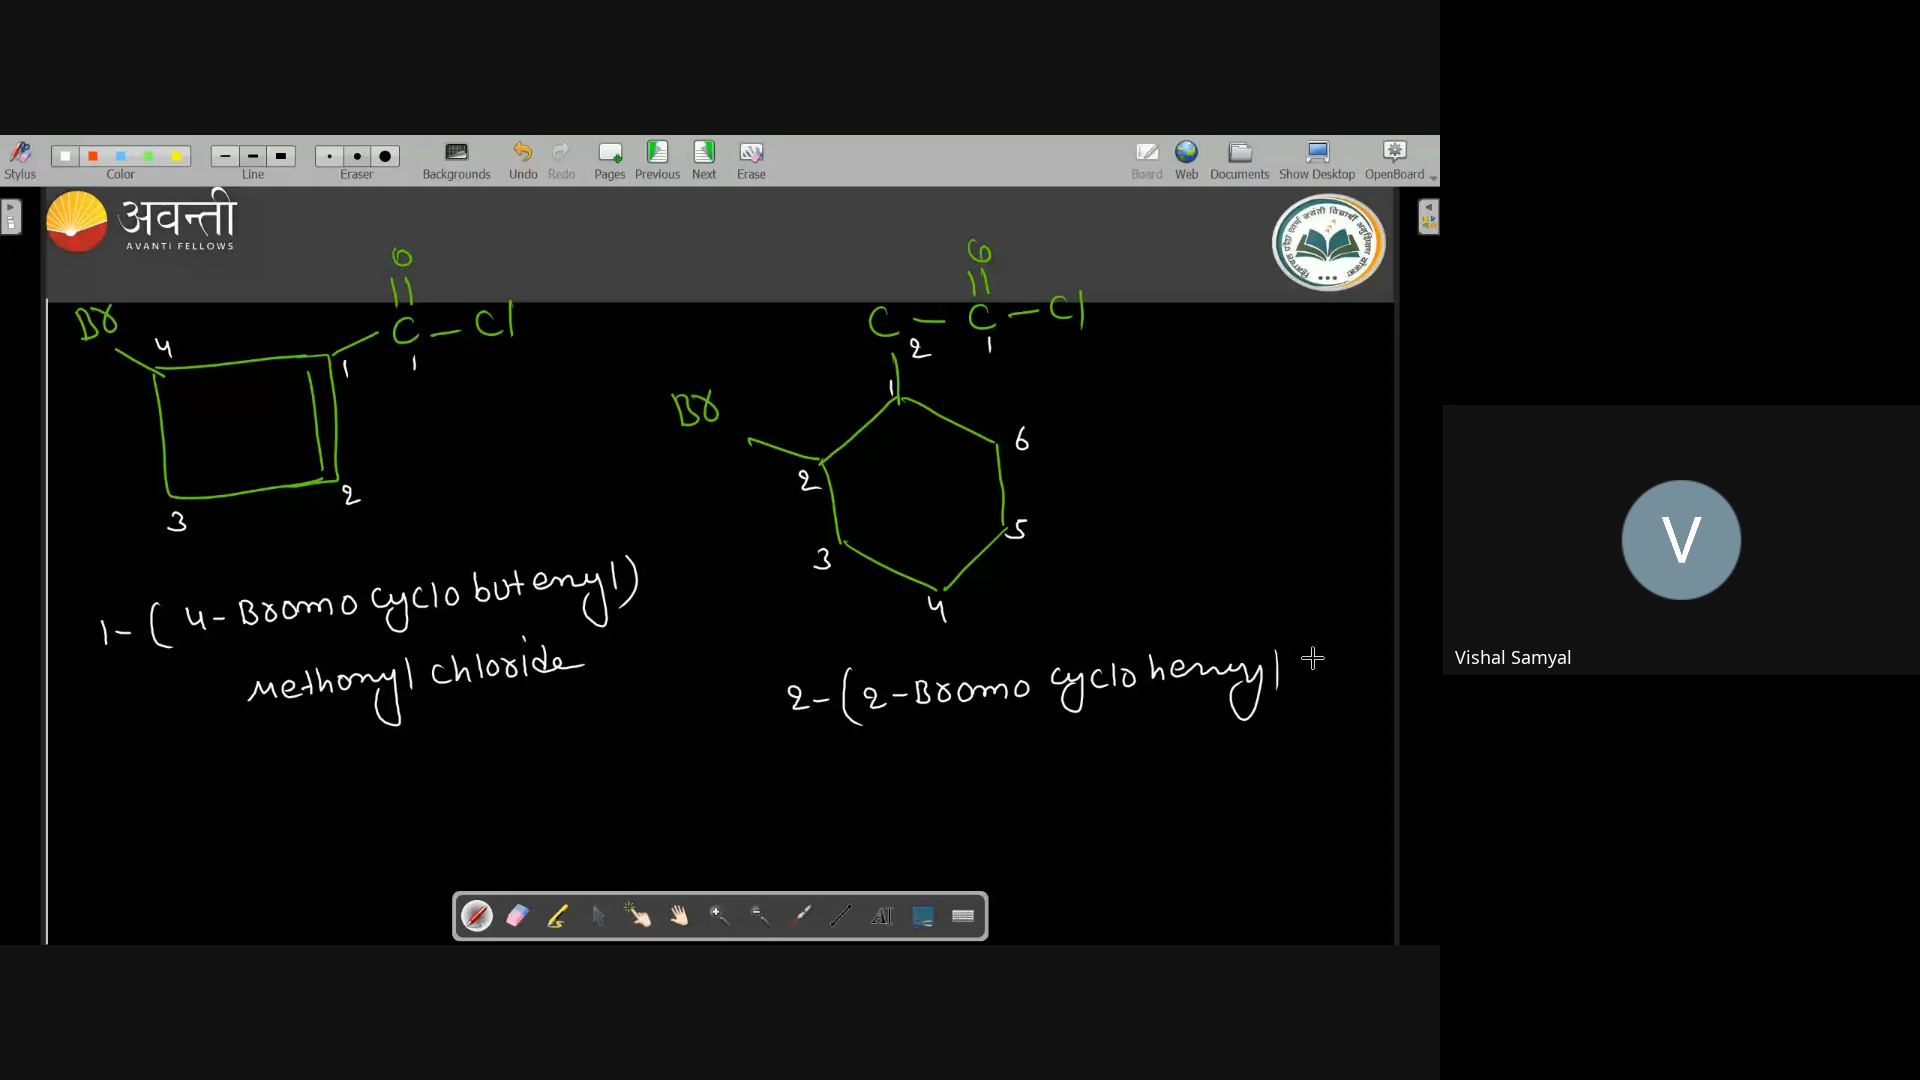 Stylus
Color
Line
Eraser
Backgrounds
Undo
Redo
Pages
Previous
Next
Erase
Board
Web
Documents
Show Desktop
OpenBoard
अवन्ती
AVANTI FELLOWS
O
Br
4
1
C – Cl
1
3
2
1-(4-Bromo cyclo butenyl)
Methonyl chloride
O
C – C – Cl
2
1
Br
1
6
2
3
5
4
2-(2-Bromo cyclo hexyl
V
Vishal Samyal